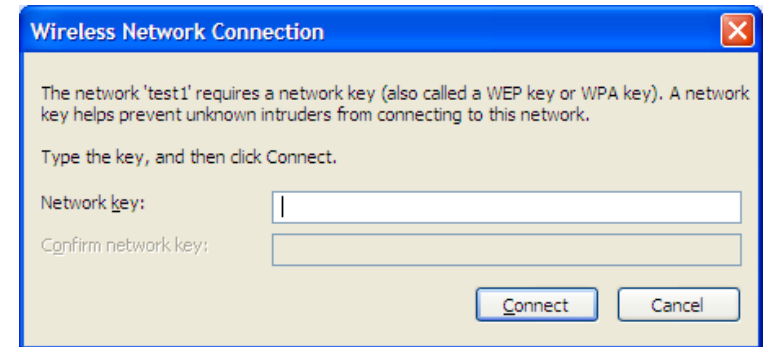 Wireless Network Connection
The network 'test1' requires a network key (also called a WEP key or WPA key). A network
key helps prevent unknown intruders from connecting to this network.
Type the key, and then click Connect.
Network key:
Confirm network key:
Connect Cancel